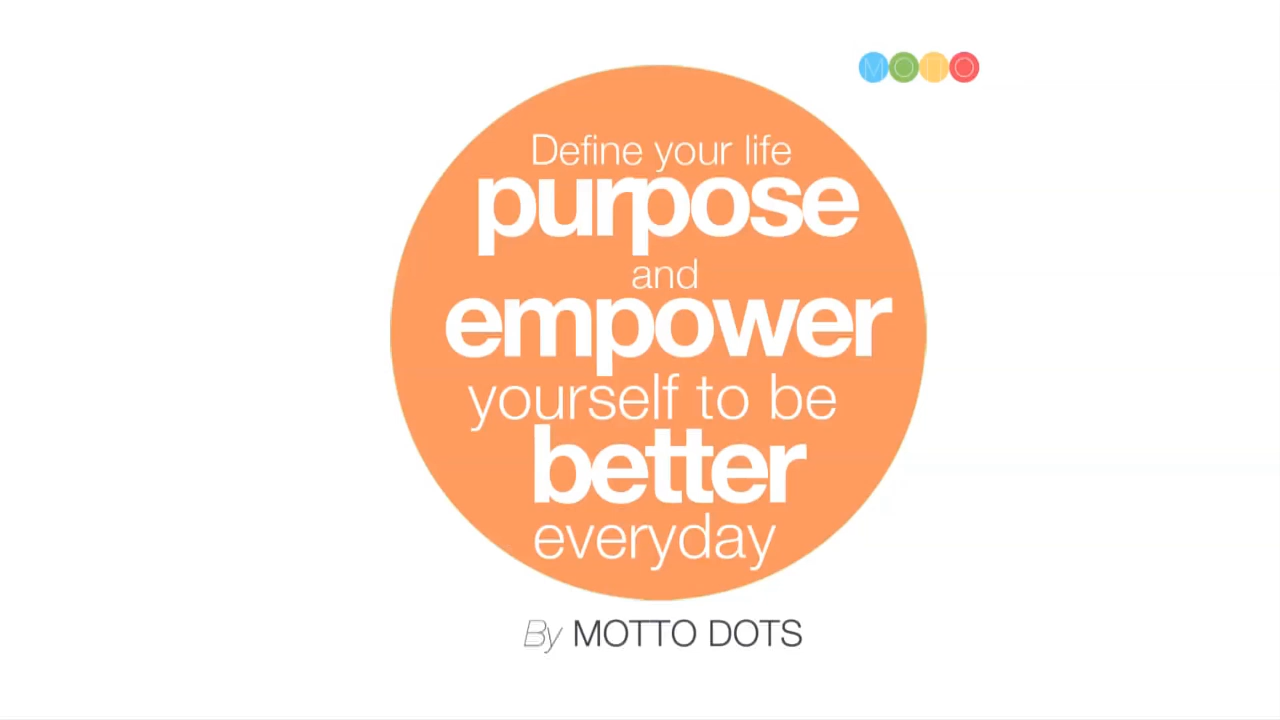 MOTTO
Define your life
purpose
and
empower
yourself to be
better
everyday
By MOTTO DOTS